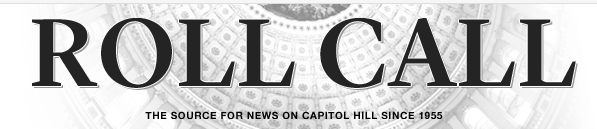 ROLL CALL
THE SOURCE FOR NEWS ON CAPITOL HILL SINCE 1955